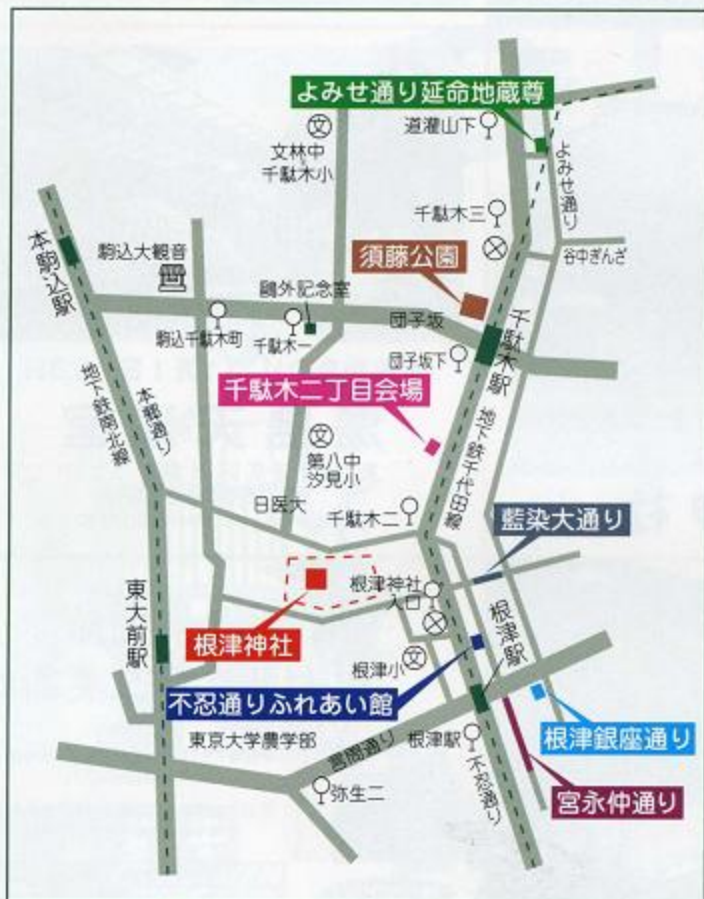 よみせ通り延命地蔵尊
文
文林中
千駄木小
道灌山下
よみせ通り
千駄木三
谷中ぎんざ
本駒込駅
駒込大観音
須藤公園
鷗外記念室
団子坂
千駄木駅
駒込千駄木町
千駄木一
団子坂下
千駄木二丁目会場
地下鉄南北線
本郷通り
地下鉄千代田線
文
第八中
汐見小
日医大
千駄木二
藍染大通り
根津神社
入口
東大前駅
根津神社
根津駅
根津小
文
不忍通りふれあい館
東京大学農学部
言問通り
根津駅
不忍通り
根津銀座通り
弥生二
宮永仲通り